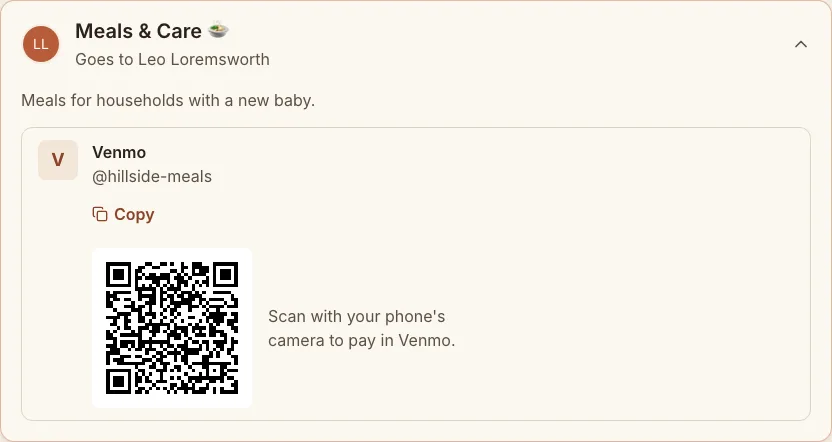 LL
Meals & Care 🍲
Goes to Leo Loremsworth
Meals for households with a new baby.
V
Venmo
@hillside-meals
Copy
Scan with your phone's
camera to pay in Venmo.